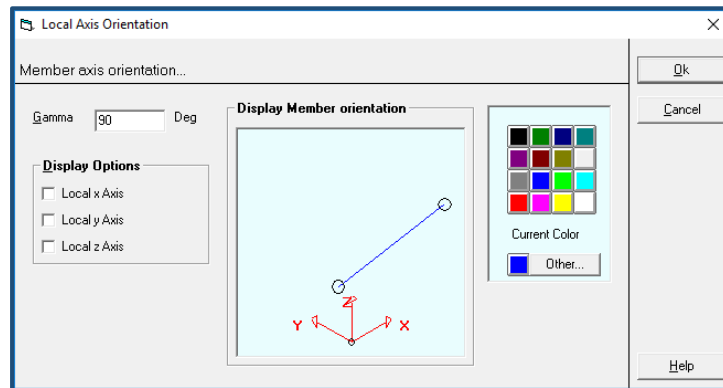 Local Axis Orientation
Member axis orientation...
Ok
Cancel
Gamma 90 Deg
Display Member orientation
Display Options
Local x Axis
Local y Axis
Local z Axis
Z
Y X
Current Color
Other...
Help